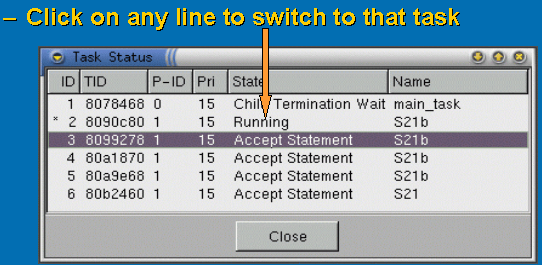 – Click on any line to switch to that task
Task Status
ID TID P-ID Pri State Name
1 8078468 0 15 Child Termination Wait main_task
* 2 8090c80 1 15 Running S21b
3 8099278 1 15 Accept Statement S21b
4 80a1870 1 15 Accept Statement S21b
5 80a9e68 1 15 Accept Statement S21b
6 80b2460 1 15 Accept Statement S21
Close